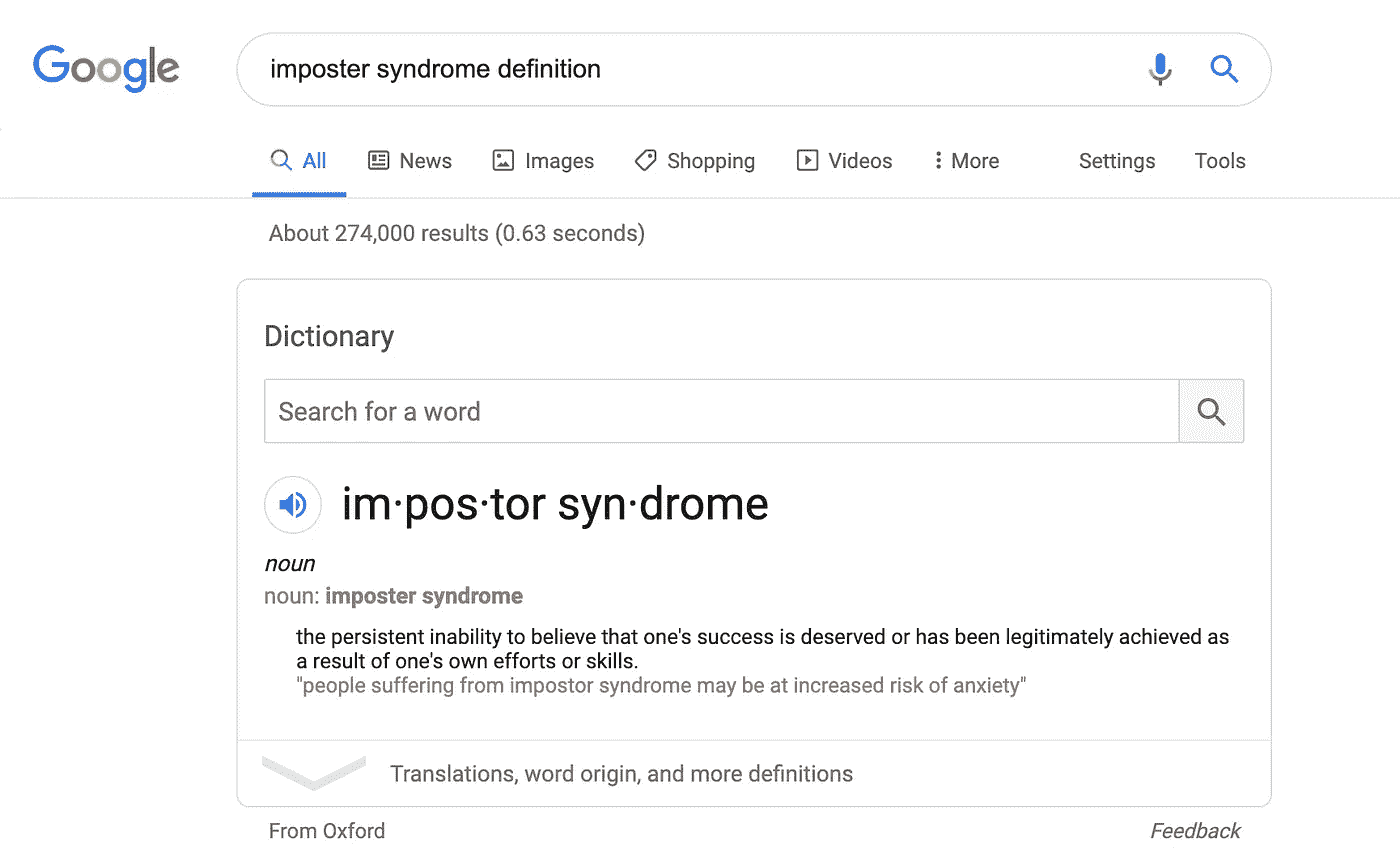 Google
imposter syndrome definition
All News Images Shopping Videos More Settings Tools
About 274,000 results (0.63 seconds)
Dictionary
Search for a word
im·pos·tor syn·drome
noun
noun: imposter syndrome
the persistent inability to believe that one's success is deserved or has been legitimately achieved as
a result of one's own efforts or skills.
"people suffering from impostor syndrome may be at increased risk of anxiety"
Translations, word origin, and more definitions
From Oxford Feedback